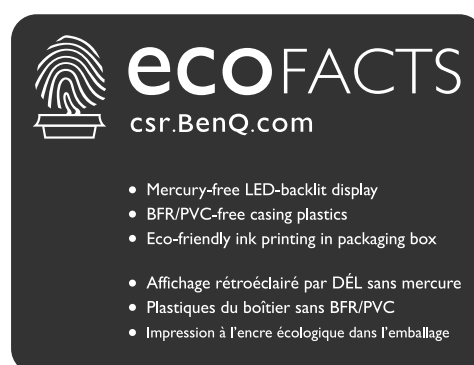 ecoFACTS
csr.BenQ.com
• Mercury-free LED-backlit display
• BFR/PVC-free casing plastics
• Eco-friendly ink printing in packaging box
• Affichage rétroéclairé par DÉL sans mercure
• Plastiques du boîtier sans BFR/PVC
• Impression à l'encre écologique dans l'emballage